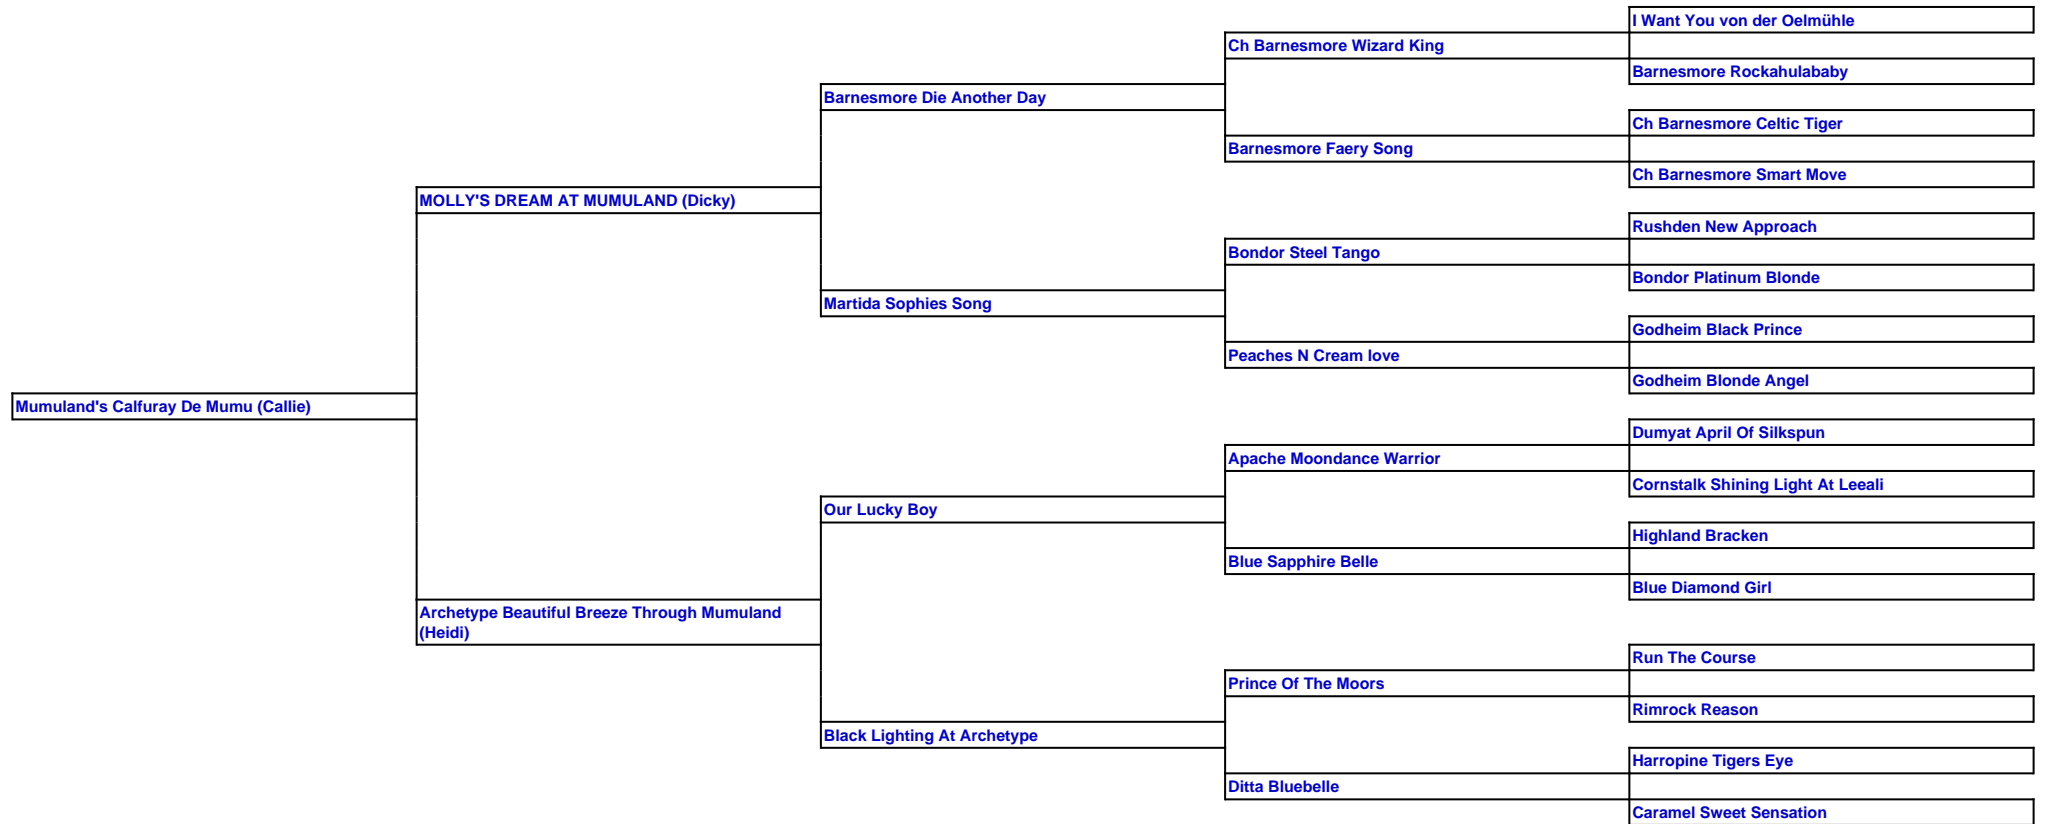 I Want You von der Oelmühle
Ch Barnesmore Wizard King
Barnesmore Rockahulababy
Barnesmore Die Another Day
Ch Barnesmore Celtic Tiger
Barnesmore Faery Song
Ch Barnesmore Smart Move
MOLLY'S DREAM AT MUMULAND (Dicky)
Rushden New Approach
Bondor Steel Tango
Bondor Platinum Blonde
Martida Sophies Song
Godheim Black Prince
Peaches N Cream love
Godheim Blonde Angel
Mumuland's Calfuray De Mumu (Callie)
Dumyat April Of Silkspun
Apache Moondance Warrior
Cornstalk Shining Light At Leeali
Our Lucky Boy
Highland Bracken
Blue Sapphire Belle
Blue Diamond Girl
Archetype Beautiful Breeze Through Mumuland
(Heidi)
Run The Course
Prince Of The Moors
Rimrock Reason
Black Lighting At Archetype
Harropine Tigers Eye
Ditta Bluebelle
Caramel Sweet Sensation